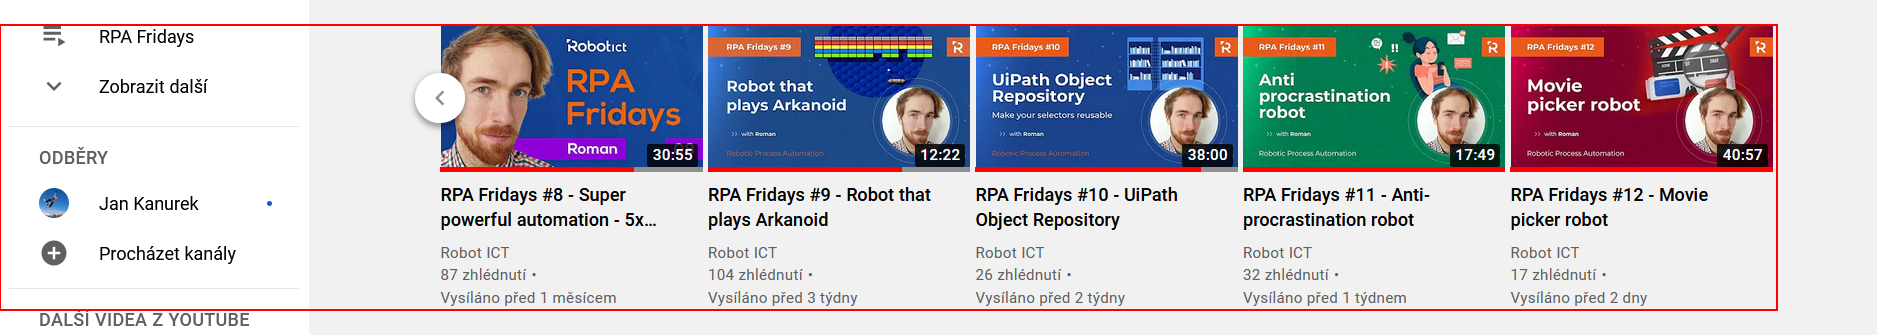 RPA Fridays
Zobrazit další
ODBĚRY
Jan Kanurek
Procházet kanály
DALŠÍ VIDEA Z YOUTUBE
Robotict
RPA
Fridays
Roman
30:55
RPA Fridays #8 - Super
powerful automation - 5x...
Robot ICT
87 zhlédnutí •
Vysíláno před 1 měsícem
RPA Fridays #9
R
Robot that
plays Arkanoid
›› with Roman
Robotic Process Automation
12:22
RPA Fridays #9 - Robot that
plays Arkanoid
Robot ICT
104 zhlédnutí •
Vysíláno před 3 týdny
RPA Fridays #10
R
UiPath Object
Repository
Make your selectors reusable
›› with Roman
Robotic Process Automation
38:00
RPA Fridays #10 - UiPath
Object Repository
Robot ICT
26 zhlédnutí •
Vysíláno před 2 týdny
RPA Fridays #11
!!
R
Anti
procrastination
robot
›› with Roman
Robotic Process Automation
17:49
RPA Fridays #11 - Anti-
procrastination robot
Robot ICT
32 zhlédnutí •
Vysíláno před 1 týdnem
RPA Fridays #12
R
Movie
picker robot
›› with Roman
Robotic Process Automation
40:57
RPA Fridays #12 - Movie
picker robot
Robot ICT
17 zhlédnutí •
Vysíláno před 2 dny